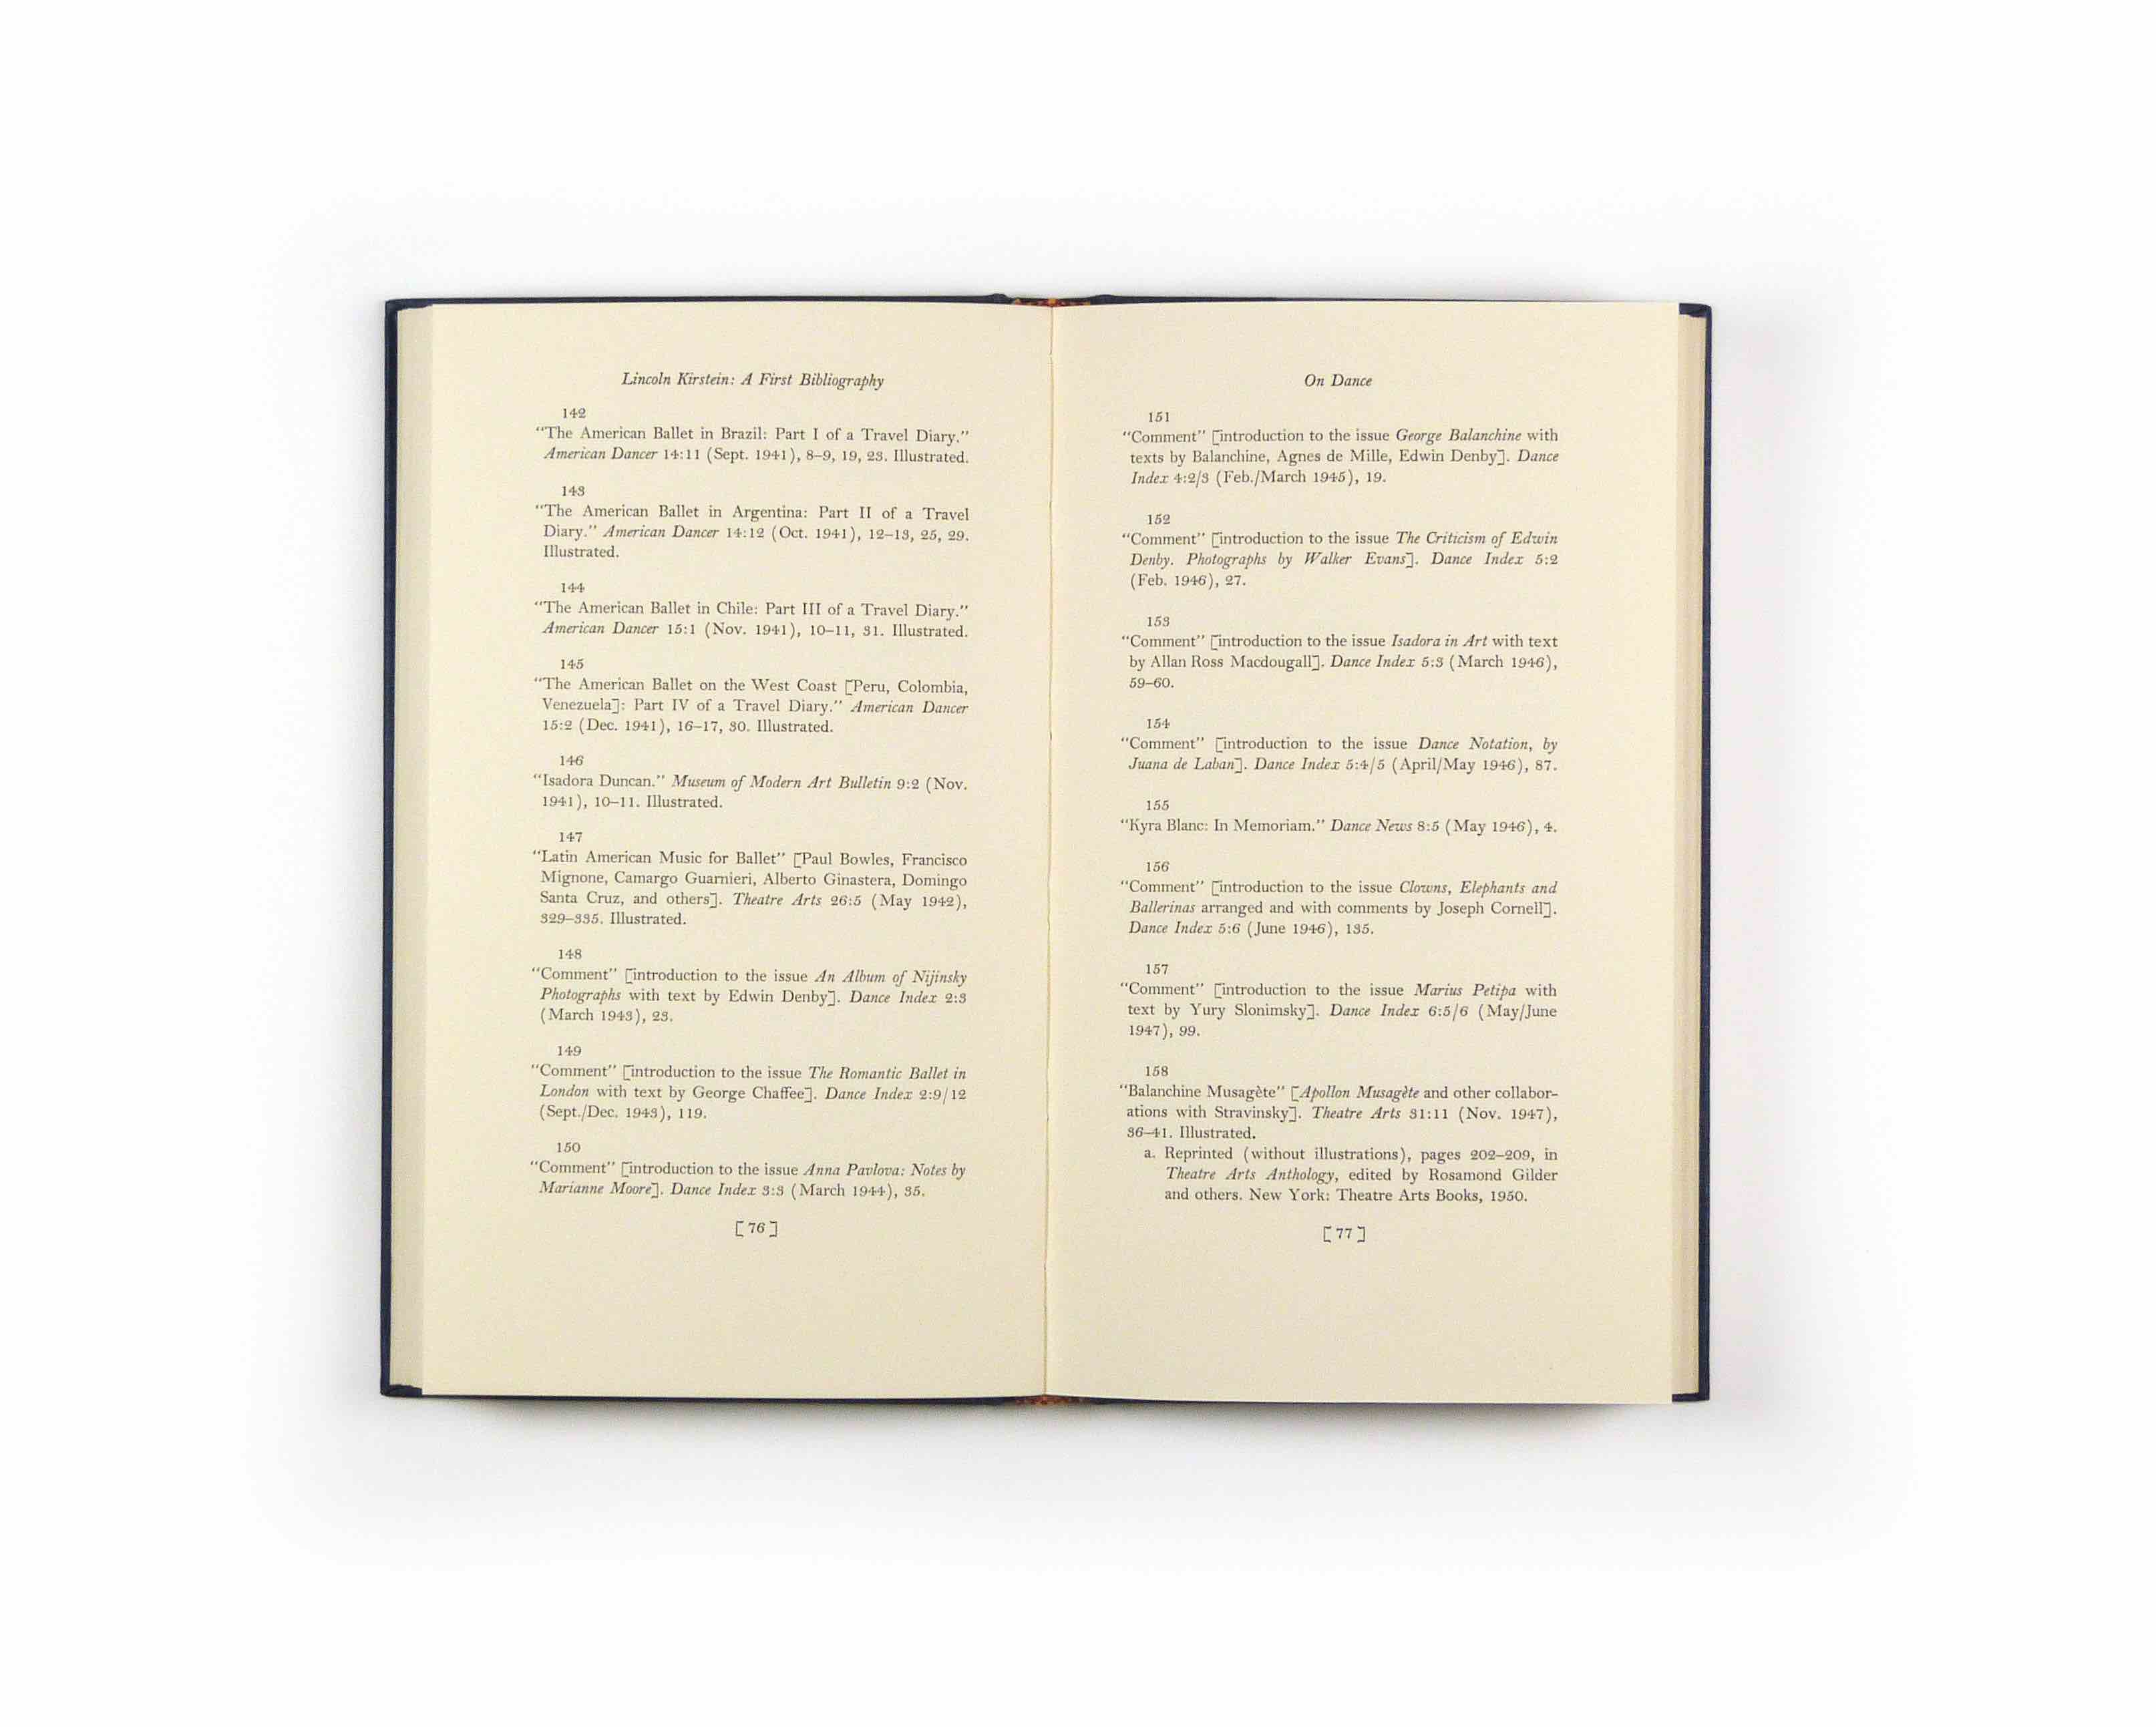 Lincoln Kirstein: A First Bibliography
142
“The American Ballet in Brazil: Part I of a Travel Diary.”
American Dancer 14:11 (Sept. 1941), 8–9, 19, 23. Illustrated.
143
“The American Ballet in Argentina: Part II of a Travel
Diary.” American Dancer 14:12 (Oct. 1941), 12–13, 25, 29.
Illustrated.
144
“The American Ballet in Chile: Part III of a Travel Diary.”
American Dancer 15:1 (Nov. 1941), 10–11, 31. Illustrated.
145
“The American Ballet on the West Coast [Peru, Colombia,
Venezuela]: Part IV of a Travel Diary.” American Dancer
15:2 (Dec. 1941), 16–17, 30. Illustrated.
146
“Isadora Duncan.” Museum of Modern Art Bulletin 9:2 (Nov.
1941), 10–11. Illustrated.
147
“Latin American Music for Ballet” [Paul Bowles, Francisco
Mignone, Camargo Guarnieri, Alberto Ginastera, Domingo
Santa Cruz, and others]. Theatre Arts 26:5 (May 1942),
329–335. Illustrated.
148
“Comment” [introduction to the issue An Album of Nijinsky
Photographs with text by Edwin Denby]. Dance Index 2:3
(March 1943), 23.
149
“Comment” [introduction to the issue The Romantic Ballet in
London with text by George Chaffee]. Dance Index 2:9/12
(Sept./Dec. 1943), 119.
150
“Comment” [introduction to the issue Anna Pavlova: Notes by
Marianne Moore]. Dance Index 3:3 (March 1944), 35.
[76]
On Dance
151
“Comment” [introduction to the issue George Balanchine with
texts by Balanchine, Agnes de Mille, Edwin Denby]. Dance
Index 4:2/3 (Feb./March 1945), 19.
152
“Comment” [introduction to the issue The Criticism of Edwin
Denby. Photographs by Walker Evans]. Dance Index 5:2
(Feb. 1946), 27.
153
“Comment” [introduction to the issue Isadora in Art with text
by Allan Ross Macdougall]. Dance Index 5:3 (March 1946),
59–60.
154
“Comment” [introduction to the issue Dance Notation, by
Juana de Laban]. Dance Index 5:4/5 (April/May 1946), 87.
155
“Kyra Blanc: In Memoriam.” Dance News 8:5 (May 1946), 4.
156
“Comment” [introduction to the issue Clowns, Elephants and
Ballerinas arranged and with comments by Joseph Cornell].
Dance Index 5:6 (June 1946), 135.
157
“Comment” [introduction to the issue Marius Petipa with
text by Yury Slonimsky]. Dance Index 6:5/6 (May/June
1947), 99.
158
“Balanchine Musagète” [Apollon Musagète and other collabor-
ations with Stravinsky]. Theatre Arts 31:11 (Nov. 1947),
36–41. Illustrated.
a. Reprinted (without illustrations), pages 202–209, in
Theatre Arts Anthology, edited by Rosamond Gilder
and others. New York: Theatre Arts Books, 1950.
[77]